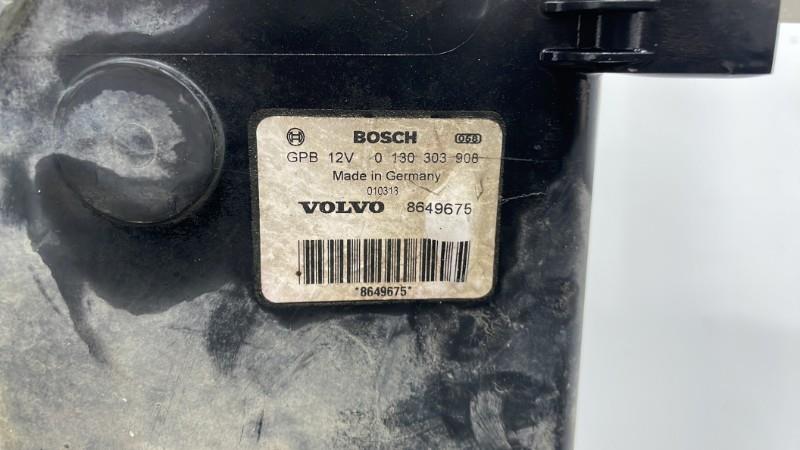 BOSCH 058
GPB 12V 0 130 303 908
Made in Germany
010313
VOLVO 8649675
*8649675*